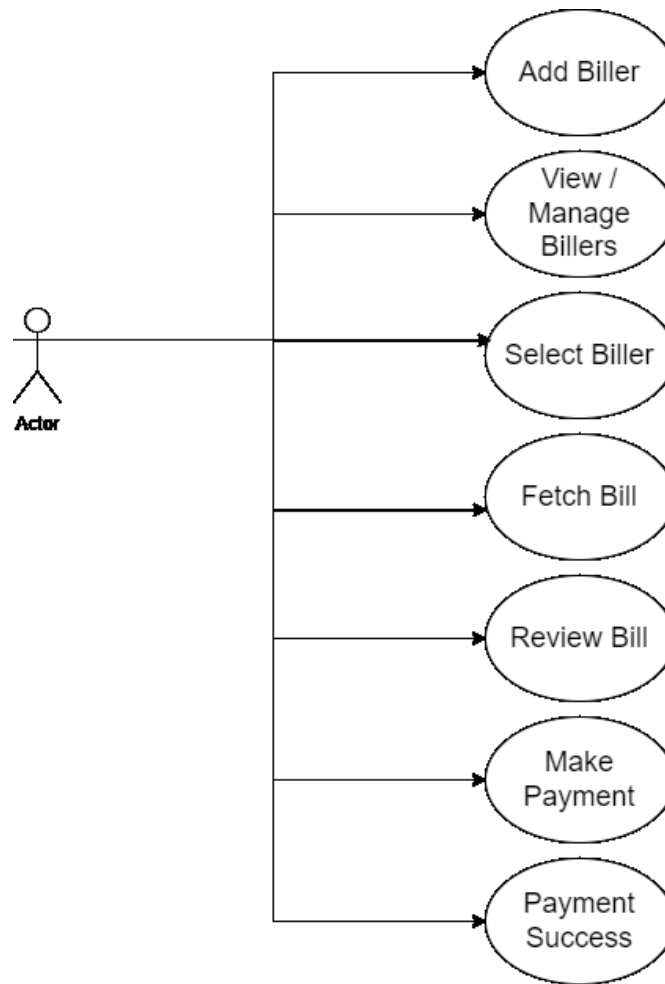 Add Biller
View /
Manage
Billers
Select Biller
Actor
Fetch Bill
Review Bill
Make
Payment
Payment
Success